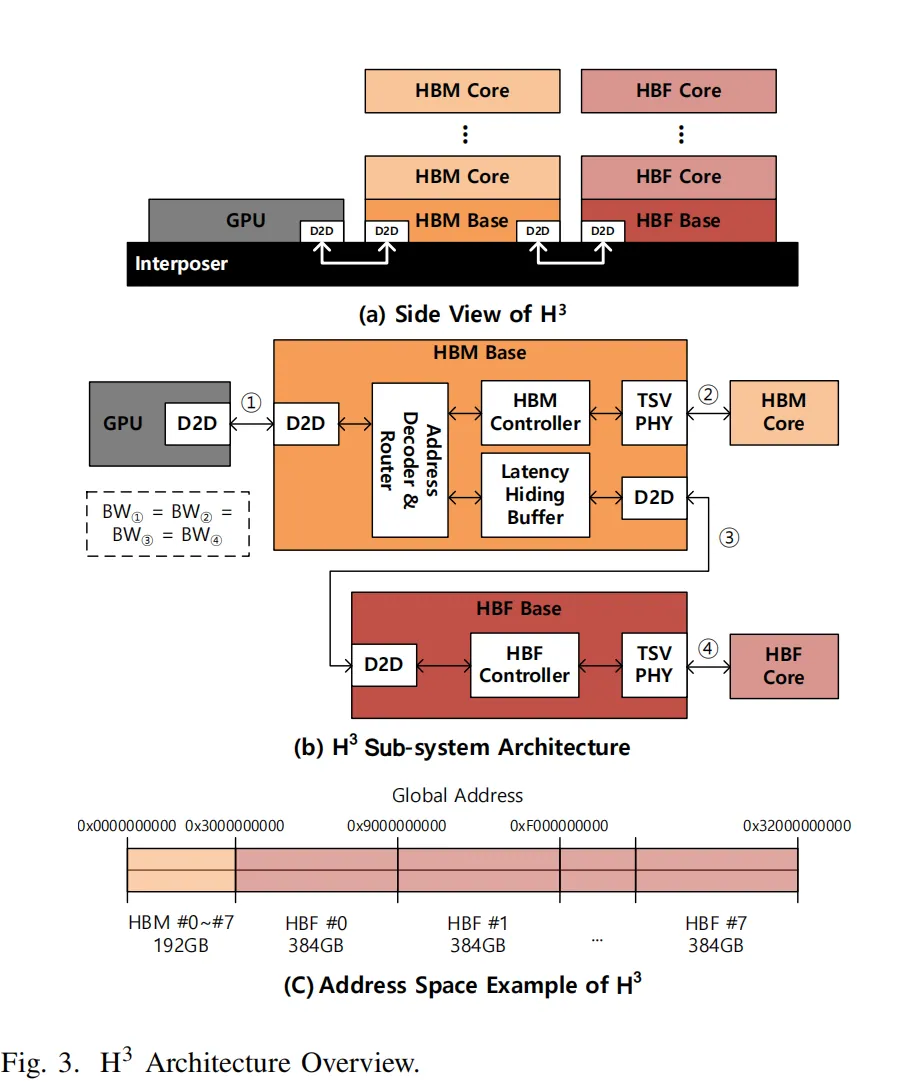 HBM Core
HBF Core
⋮
⋮
HBM Core
HBF Core
GPU
HBM Base
HBF Base
D2D
D2D
D2D
D2D
Interposer
(a) Side View of H³
HBM Base
GPU
D2D
①
D2D
Address
Decoder &
Router
HBM
Controller
TSV
PHY
②
HBM
Core
Latency
Hiding
Buffer
D2D
BW① = BW② =
BW③ = BW④
③
HBF Base
D2D
HBF
Controller
TSV
PHY
④
HBF
Core
(b) H³ Sub-system Architecture
Global Address
0x0000000000
0x3000000000
0x9000000000
0xF000000000
0x32000000000
HBM #0~#7
192GB
HBF #0
384GB
HBF #1
384GB
...
HBF #7
384GB
(C) Address Space Example of H³
Fig. 3. H³ Architecture Overview.